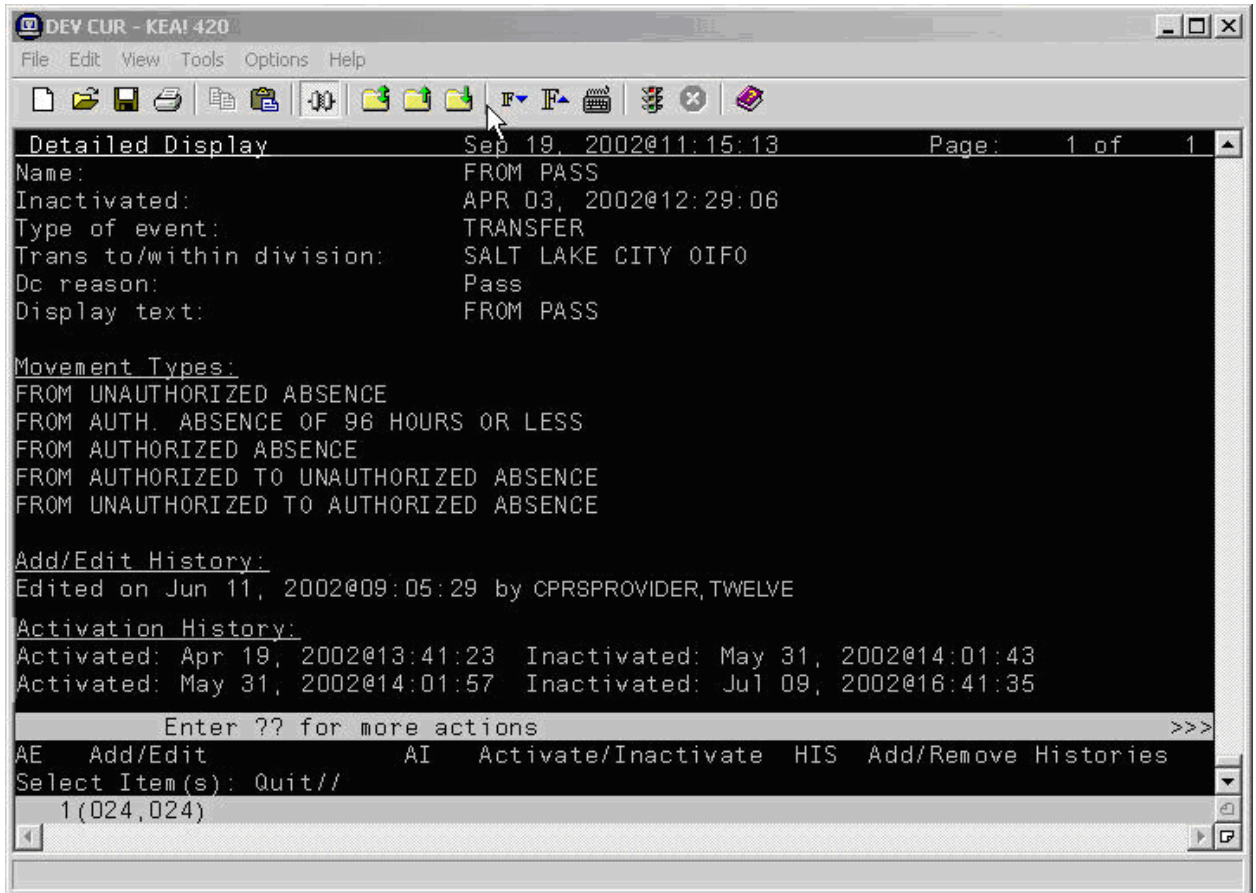 DEV CUR - KEA! 420
File Edit View Tools Options Help
Detailed Display Sep 19, 2002@11:15:13 Page: 1 of 1
Name: FROM PASS
Inactivated: APR 03, 2002@12:29:06
Type of event: TRANSFER
Trans to/within division: SALT LAKE CITY OIFO
Dc reason: Pass
Display text: FROM PASS
Movement Types:
FROM UNAUTHORIZED ABSENCE
FROM AUTH. ABSENCE OF 96 HOURS OR LESS
FROM AUTHORIZED ABSENCE
FROM AUTHORIZED TO UNAUTHORIZED ABSENCE
FROM UNAUTHORIZED TO AUTHORIZED ABSENCE
Add/Edit History:
Edited on Jun 11, 2002@09:05:29 by CPRSPROVIDER,TWELVE
Activation History:
Activated: Apr 19, 2002@13:41:23 Inactivated: May 31, 2002@14:01:43
Activated: May 31, 2002@14:01:57 Inactivated: Jul 09, 2002@16:41:35
Enter ?? for more actions >>>
AE Add/Edit AI Activate/Inactivate HIS Add/Remove Histories
Select Item(s): Quit//
1(024,024)